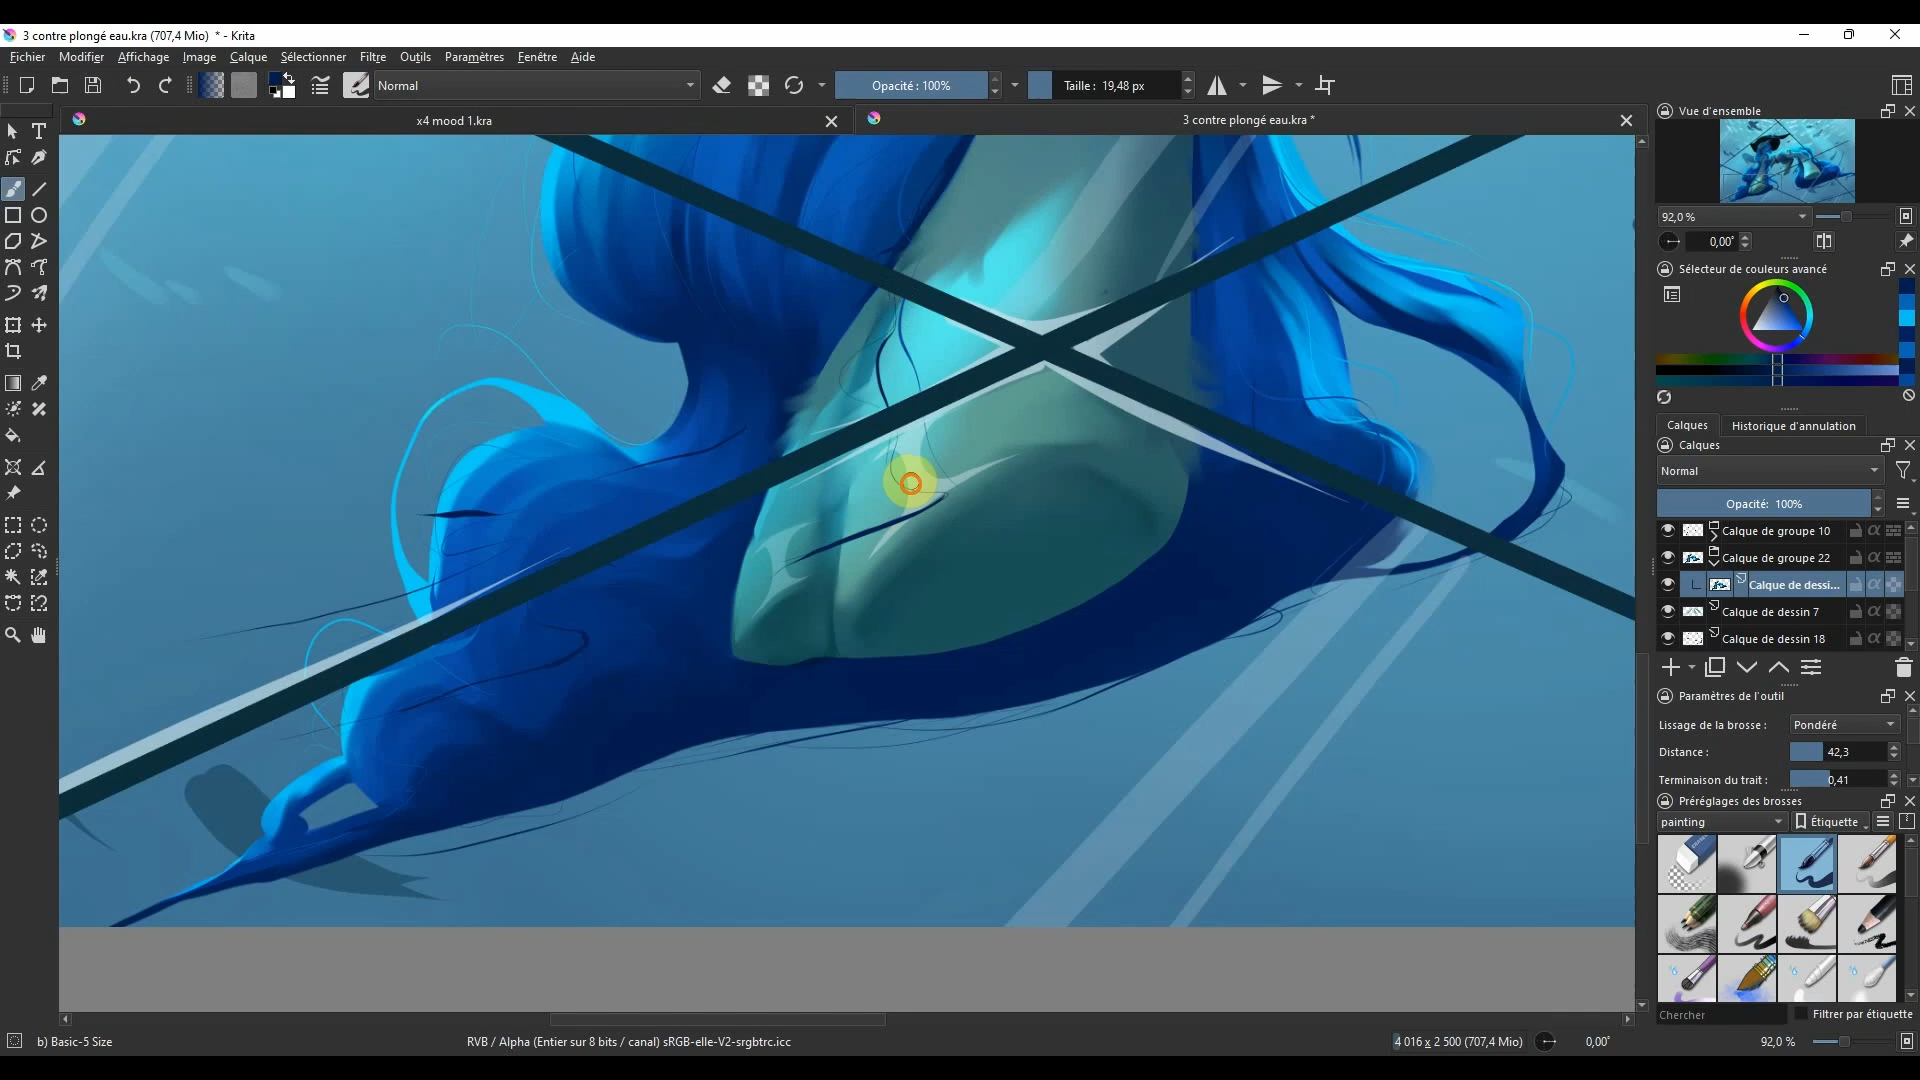 3 contre plongé eau.kra (707,4 Mio) * - Krita
Fichier Modifier Affichage Image Calque Sélectionner Filtre Outils Paramètres Fenêtre Aide
Normal
Opacité : 100%
Taille : 19,48 px
x4 mood 1.kra
3 contre plongé eau.kra *
Vue d'ensemble
92,0 %
0,00°
Sélecteur de couleurs avancé
Calques
Historique d'annulation
Calques
Normal
Opacité: 100%
Calque de groupe 10
Calque de groupe 22
Calque de dessi...
Calque de dessin 7
Calque de dessin 18
Paramètres de l'outil
Lissage de la brosse :
Pondéré
Distance :
42,3
Terminaison du trait :
0,41
Préréglages des brosses
painting
Étiquette
Chercher
Filtrer par étiquette
b) Basic-5 Size
RVB / Alpha (Entier sur 8 bits / canal) sRGB-elle-V2-srgbtrc.icc
4 016 x 2 500 (707,4 Mio)
0,00°
92,0 %